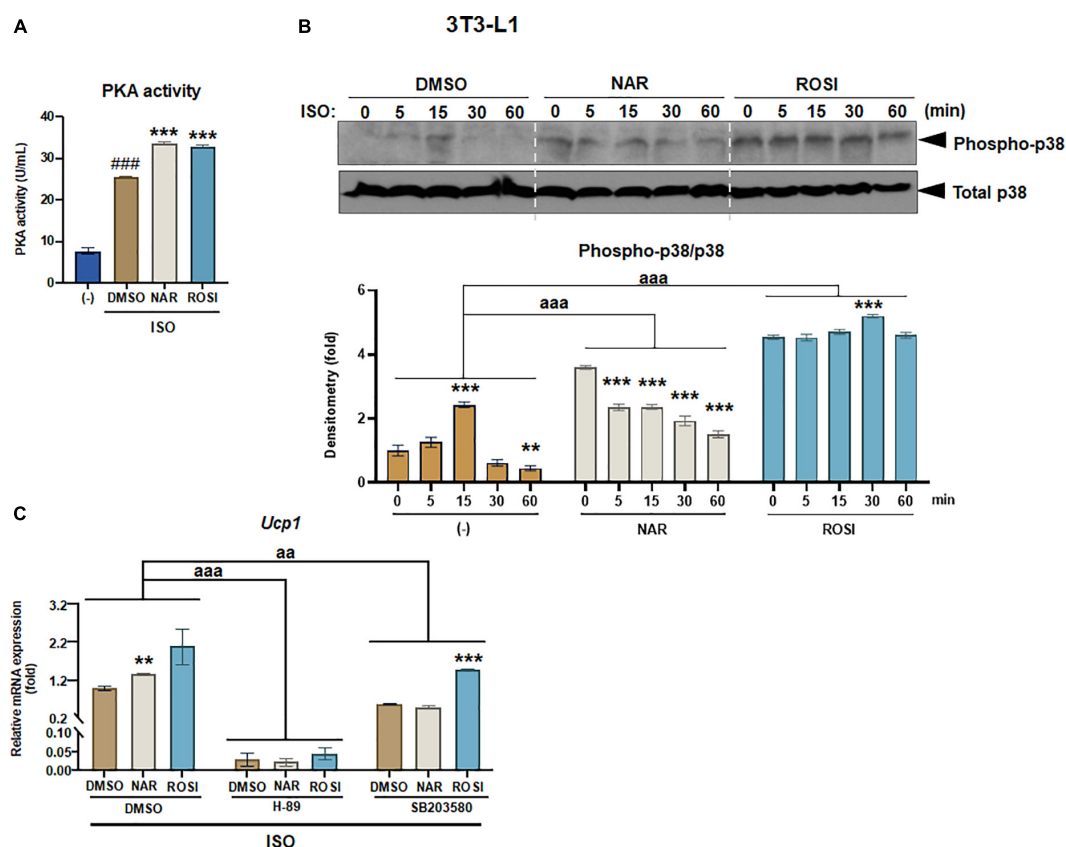 A
PKA activity
PKA activity (U/mL)
40
30
20
10
0
###
***
***
(-)
DMSO
NAR
ROSI
ISO
B
3T3-L1
DMSO
NAR
ROSI
ISO: 0 5 15 30 60 0 5 15 30 60 0 5 15 30 60 (min)
Phospho-p38
Total p38
Phospho-p38/p38
Densitometry (fold)
6
4
2
0
aaa
aaa
***
**
***
***
***
***
***
0 5 15 30 60 0 5 15 30 60 0 5 15 30 60 min
(-)
NAR
ROSI
C
Ucp1
Relative mRNA expression
(fold)
3.2
2.2
1.2
0.2
0.10
0.05
0.00
aa
aaa
**
***
DMSO NAR ROSI DMSO NAR ROSI DMSO NAR ROSI
DMSO
H-89
SB203580
ISO